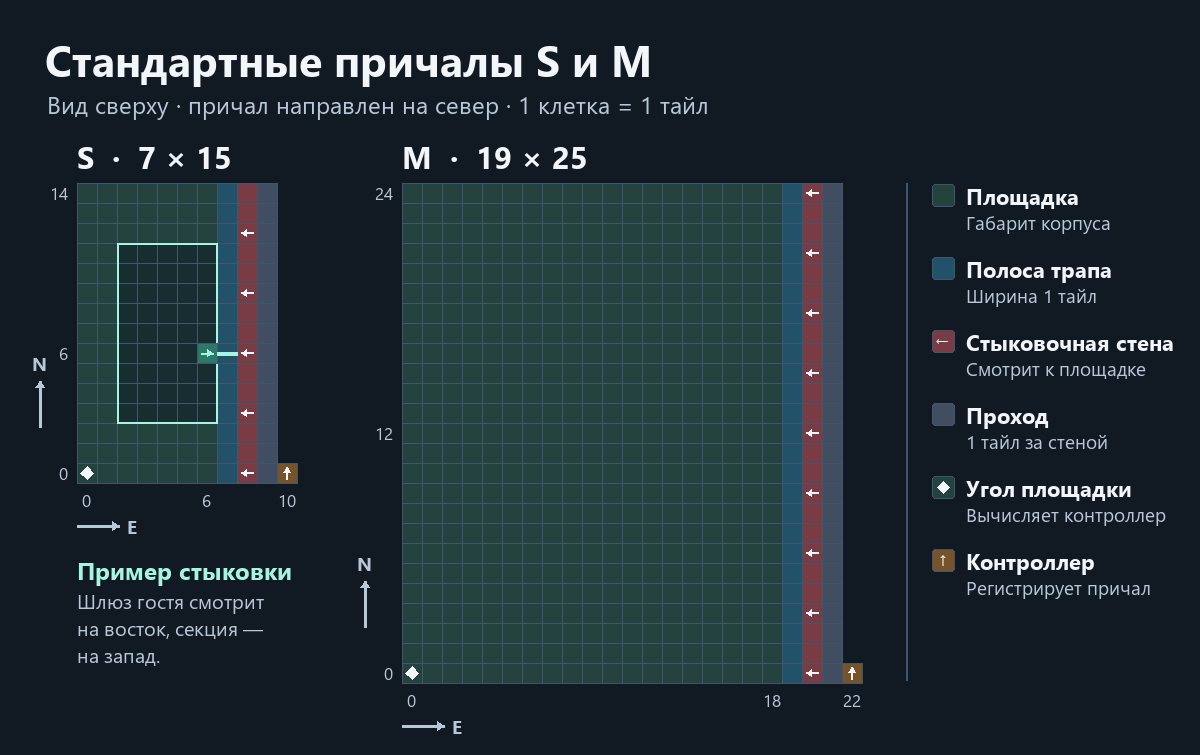 Стандартные причалы S и M
Вид сверху · причал направлен на север · 1 клетка = 1 тайл
S · 7 × 15
14
6
0
N
0
6
10
E
Пример стыковки
Шлюз гостя смотрит
на восток, секция —
на запад.
M · 19 × 25
24
12
0
N
0
18
22
E
Площадка
Габарит корпуса
Полоса трапа
Ширина 1 тайл
Стыковочная стена
Смотрит к площадке
Проход
1 тайл за стеной
Угол площадки
Вычисляет контроллер
Контроллер
Регистрирует причал